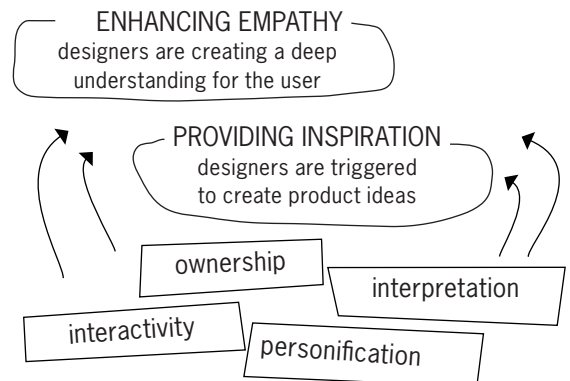 ENHANCING EMPATHY
designers are creating a deep
understanding for the user
PROVIDING INSPIRATION
designers are triggered
to create product ideas
ownership
interpretation
interactivity
personification